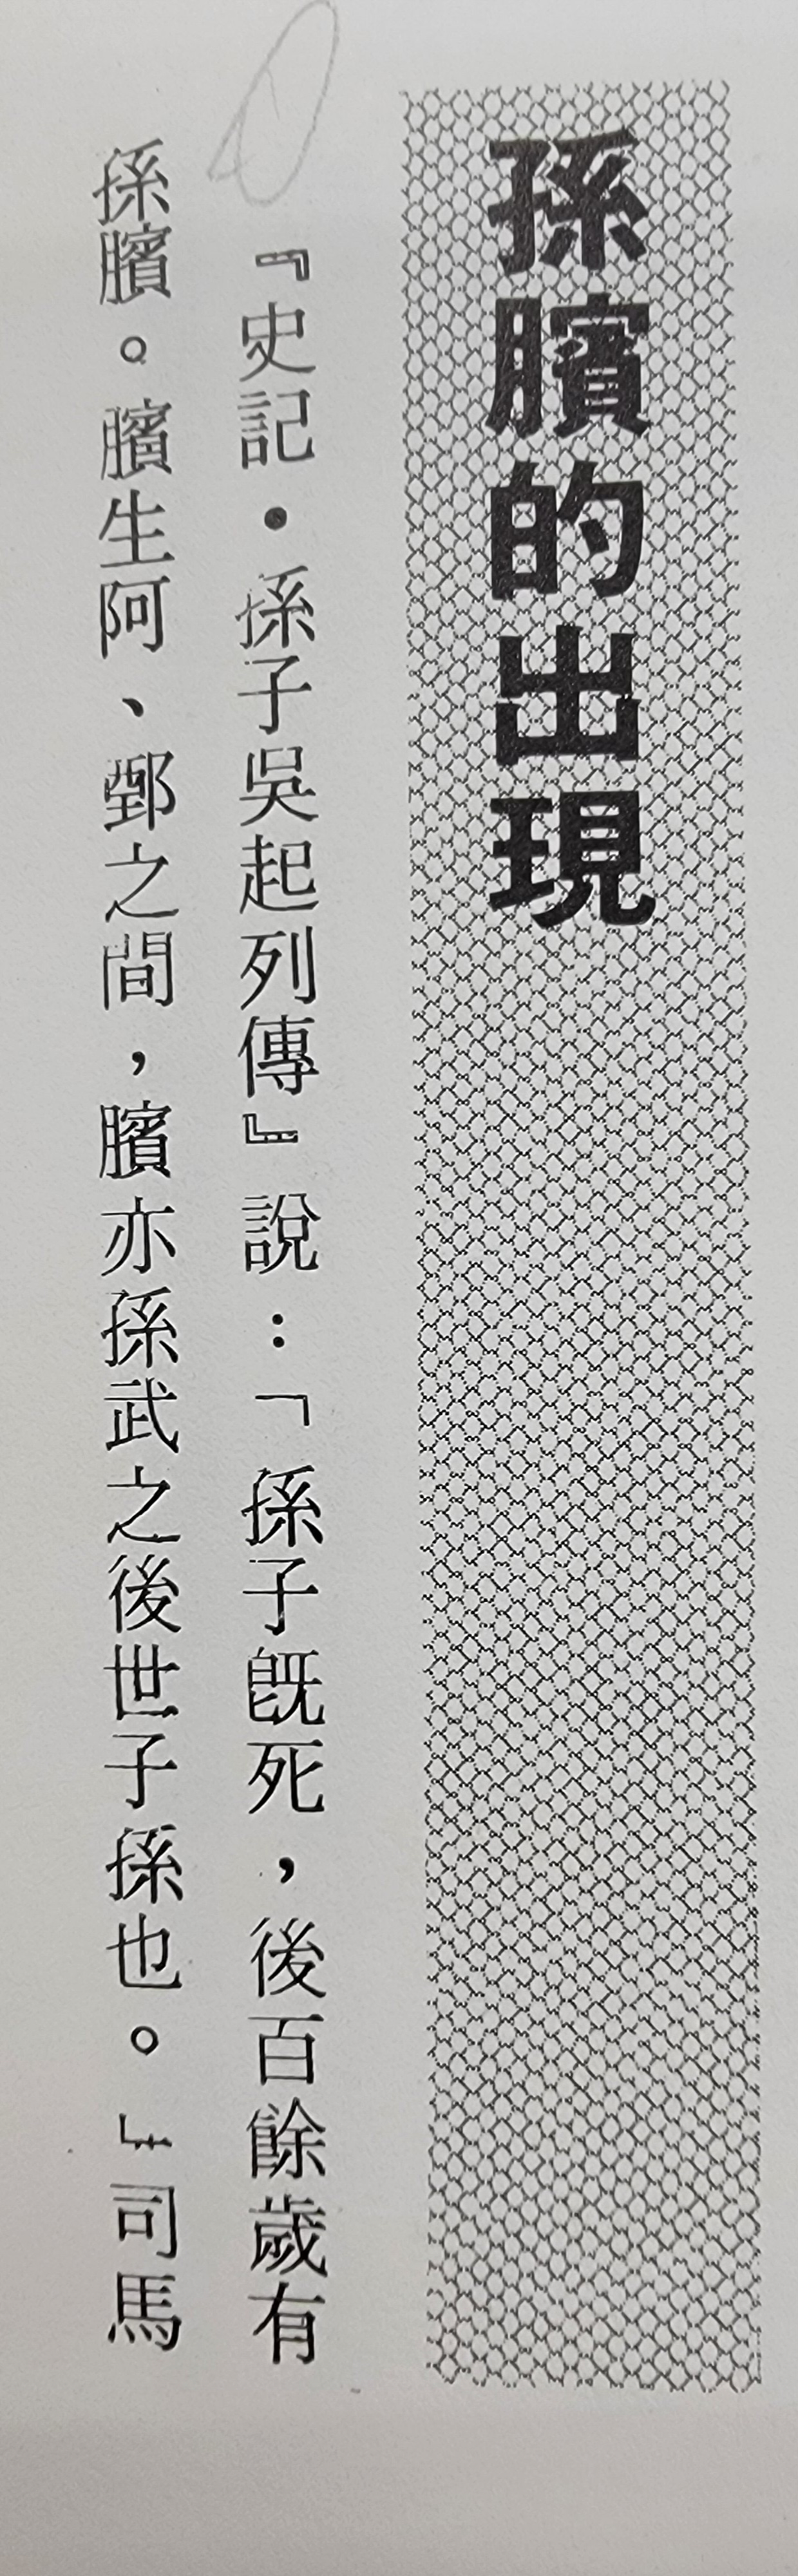 孫臏的出現
『史記·孫子吳起列傳』說:「孫子既死,後百餘歲有
孫臏。臏生阿、鄄之間,臏亦孫武之後世子孫也。」司馬